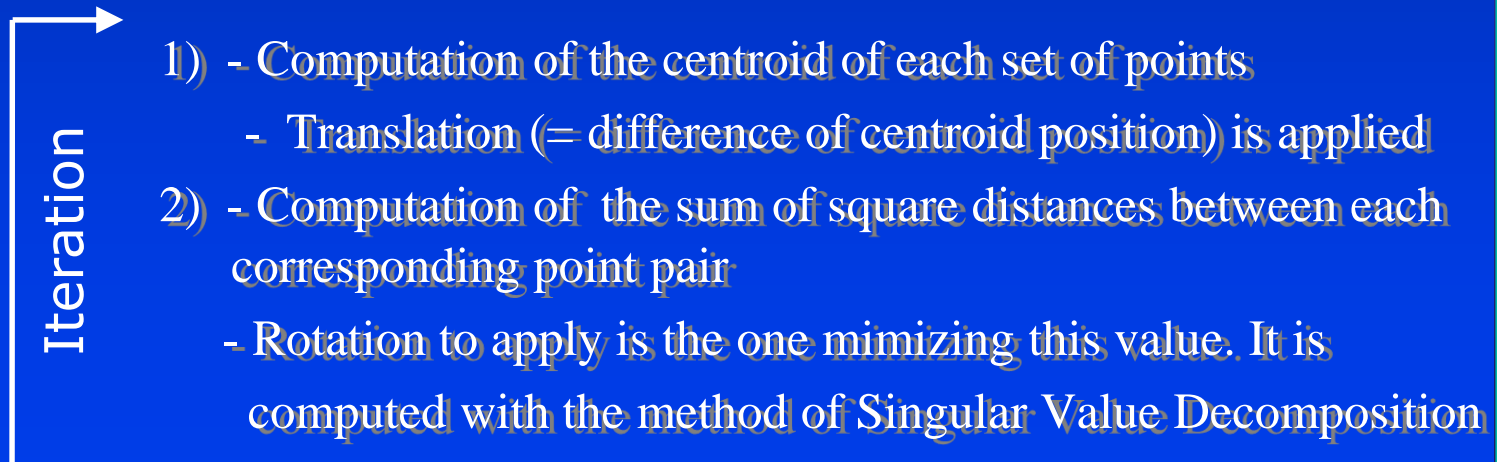 Iteration
1) - Computation of the centroid of each set of points
- Translation (= difference of centroid position) is applied
2) - Computation of the sum of square distances between each
corresponding point pair
- Rotation to apply is the one mimizing this value. It is
computed with the method of Singular Value Decomposition